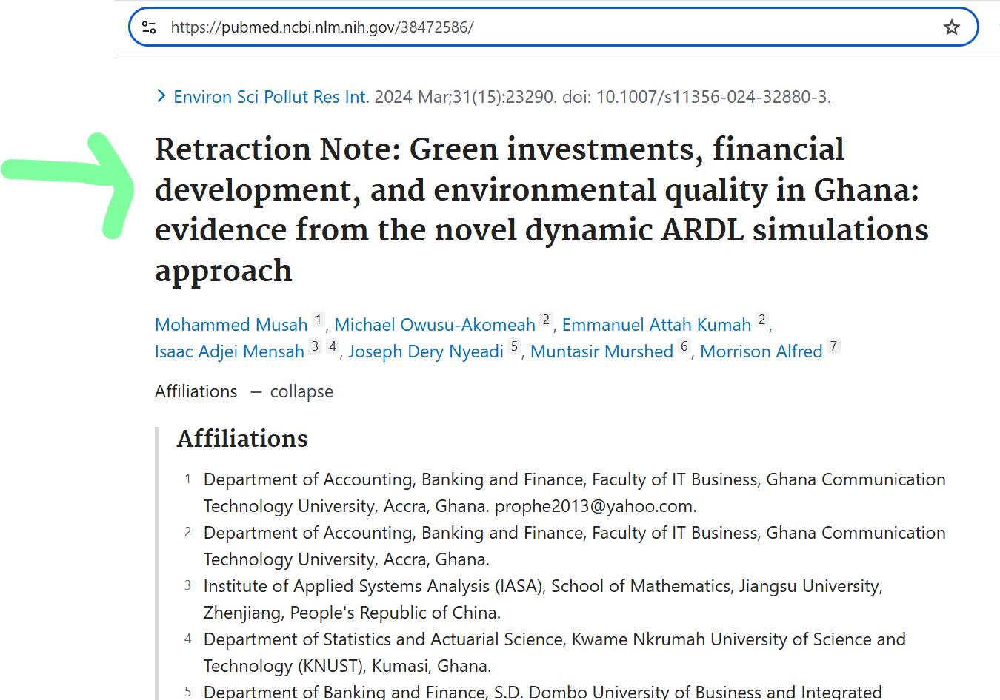 https://pubmed.ncbi.nlm.nih.gov/38472586/
Environ Sci Pollut Res Int. 2024 Mar;31(15):23290. doi: 10.1007/s11356-024-32880-3.
Retraction Note: Green investments, financial
development, and environmental quality in Ghana:
evidence from the novel dynamic ARDL simulations
approach
Mohammed Musah 1, Michael Owusu-Akomeah 2, Emmanuel Attah Kumah 2,
Isaac Adjei Mensah 3 4, Joseph Dery Nyeadi 5, Muntasir Murshed 6, Morrison Alfred 7
Affiliations – collapse
Affiliations
1 Department of Accounting, Banking and Finance, Faculty of IT Business, Ghana Communication
Technology University, Accra, Ghana. prophe2013@yahoo.com.
2 Department of Accounting, Banking and Finance, Faculty of IT Business, Ghana Communication
Technology University, Accra, Ghana.
3 Institute of Applied Systems Analysis (IASA), School of Mathematics, Jiangsu University,
Zhenjiang, People's Republic of China.
4 Department of Statistics and Actuarial Science, Kwame Nkrumah University of Science and
Technology (KNUST), Kumasi, Ghana.
5 Department of Banking and Finance, S.D. Dombo University of Business and Integrated